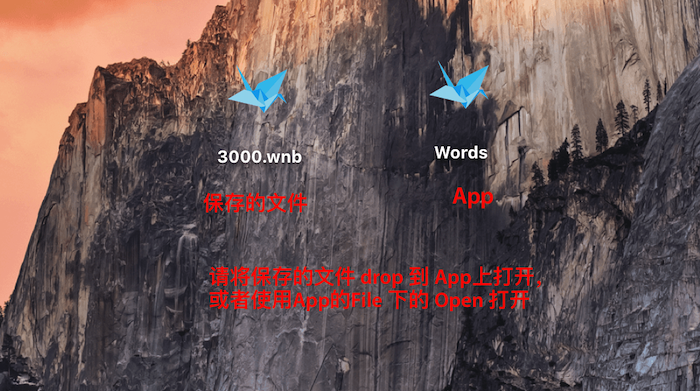 3000.wnb
Words
保存的文件
App
请将保存的文件 drop 到 App上打开，
或者使用App的File 下的 Open 打开